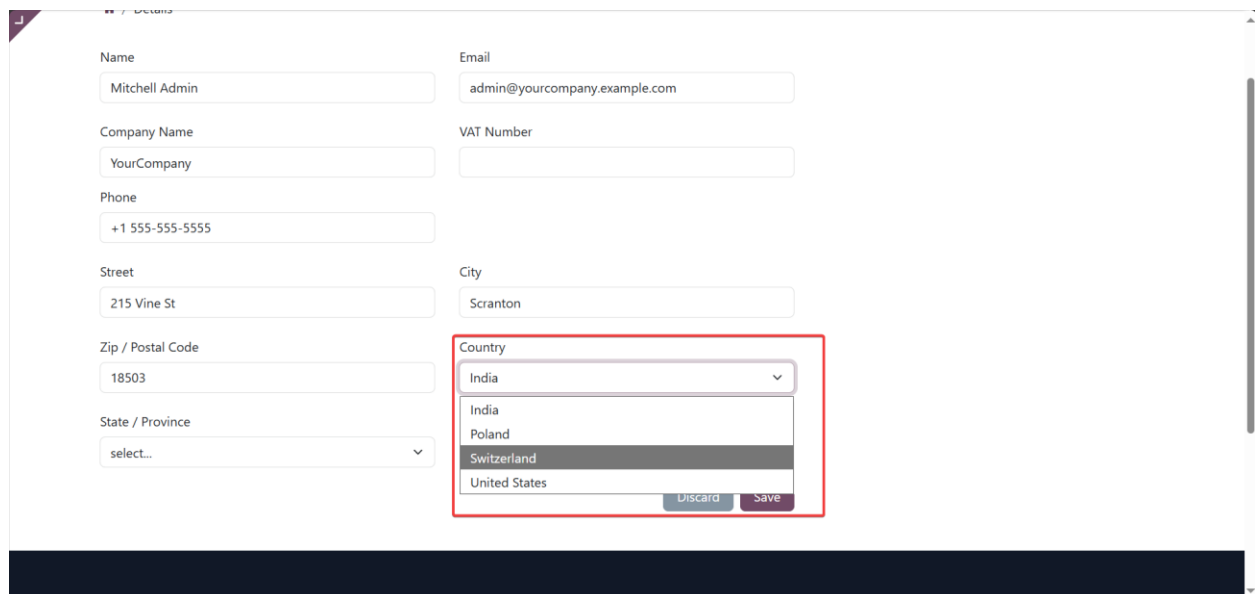 / Details
Name
Email
Mitchell Admin
admin@yourcompany.example.com
Company Name
VAT Number
YourCompany
Phone
+1 555-555-5555
Street
City
215 Vine St
Scranton
Zip / Postal Code
Country
18503
India
State / Province
select...
India
Poland
Switzerland
United States
Discard
Save